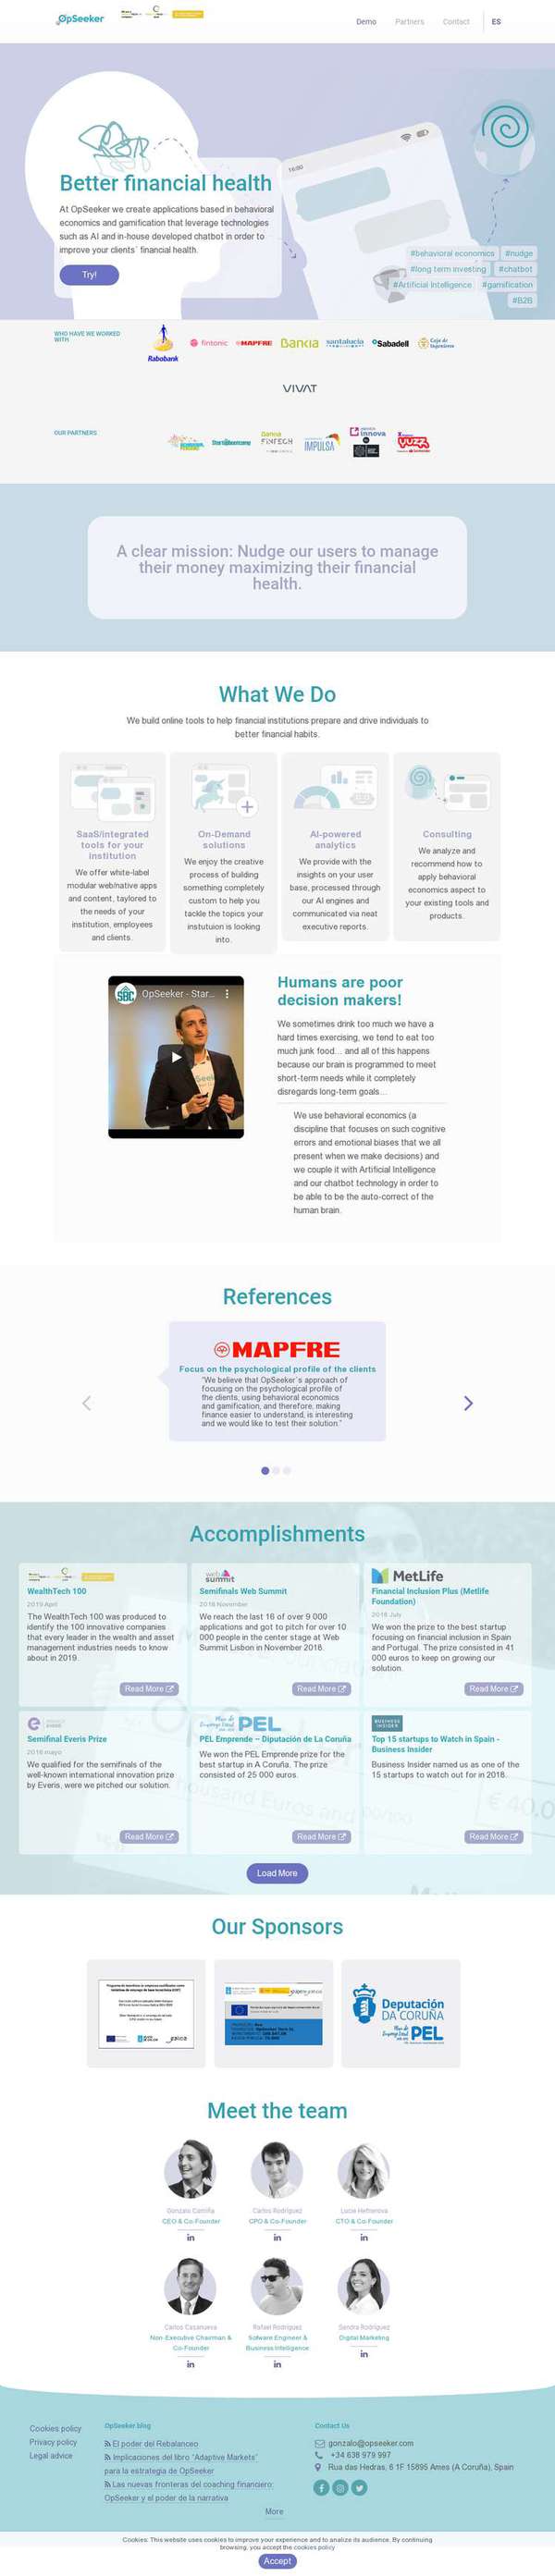 OpSeeker
Demo
Partners
Contact
ES
Better financial health
At OpSeeker we create applications based in behavioral
economics and gamification that leverage technologies
such as AI and in-house developed chatbot in order to
improve your clients´ financial health.
Try!
16:00
#behavioral economics
#nudge
#long term investing
#chatbot
#Artificial Intelligence
#gamification
#B2B
WHO HAVE WE WORKED
WITH
Rabobank
fintonic
MAPFRE
Bankia
santalucía
Sabadell
Caja de
Ingenieros
VIVAT
OUR PARTNERS
Startupbootcamp
Bankia
FINTECH
IMPULSA
innova
YUZZ
A clear mission: Nudge our users to manage
their money maximizing their financial
health.
What We Do
We build online tools to help financial institutions prepare and drive individuals to
better financial habits.
SaaS/integrated
tools for your
institution
We offer white-label
modular web/native apps
and content, taylored to
the needs of your
institution, employees
and clients.
On-Demand
solutions
We enjoy the creative
process of building
something completely
custom to help you
tackle the topics your
instutuion is looking
into.
AI-powered
analytics
We provide with the
insights on your user
base, processed through
our AI engines and
communicated via neat
executive reports.
Consulting
We analyze and
recommend how to
apply behavioral
economics aspect to
your existing tools and
products.
SBC
OpSeeker - Star...
Humans are poor
decision makers!
We sometimes drink too much we have a
hard times exercising, we tend to eat too
much junk food… and all of this happens
because our brain is programmed to meet
short-term needs while it completely
disregards long-term goals…
We use behavioral economics (a
discipline that focuses on such cognitive
errors and emotional biases that we all
present when we make decisions) and
we couple it with Artificial Intelligence
and our chatbot technology in order to
be able to be the auto-correct of the
human brain.
References
MAPFRE
Focus on the psychological profile of the clients
"We believe that OpSeeker´s approach of
focusing on the psychological profile of
the clients, using behavioral economics
and gamification, and therefore, making
finance easier to understand, is interesting
and we would like to test their solution."
Accomplishments
WealthTech 100
2019 April
The WealthTech 100 was produced to
identify the 100 innovative companies
that every leader in the wealth and asset
management industries needs to know
about in 2019.
Read More
web
summit
Semifinals Web Summit
2018 November
We reach the last 16 of over 9 000
applications and got to pitch for over 10
000 people in the center stage at Web
Summit Lisbon in November 2018.
Read More
MetLife
Financial Inclusion Plus (Metlife
Foundation)
2018 July
We won the prize to the best startup
focusing on financial inclusion in Spain
and Portugal. The prize consisted in 41
000 euros to keep on growing our
solution.
Read More
Semifinal Everis Prize
2018 mayo
We qualified for the semifinals of the
well-known international innovation prize
by Everis, were we pitched our solution.
Read More
PEL
PEL Emprende – Diputación de La Coruña
We won the PEL Emprende prize for the
best startup in A Coruña. The prize
consisted of 25 000 euros.
Read More
BUSINESS
INSIDER
Top 15 startups to Watch in Spain -
Business Insider
Business Insider named us as one of the
15 startups to watch out for in 2018.
Read More
Load More
Our Sponsors
Deputación
DA CORUÑA
PEL
Meet the team
Gonzalo Camiña
CEO & Co-Founder
Carlos Rodríguez
CPO & Co-Founder
Lucie Hefnerova
CTO & Co-Founder
Carlos Casanueva
Non-Executive Chairman &
Co-Founder
Rafael Rodriguez
Software Engineer &
Business Intelligence
Sandra Rodríguez
Digital Marketing
Cookies policy
Privacy policy
Legal advice
OpSeeker blog
El poder del Rebalanceo
Implicaciones del libro "Adaptive Markets"
para la estrategia de OpSeeker
Las nuevas fronteras del coaching financiero:
OpSeeker y el poder de la narrativa
More
Contact Us
gonzalo@opseeker.com
+34 638 979 997
Rua das Hedras, 6 1F 15895 Ames (A Coruña), Spain
Cookies: This website uses cookies to improve your experience and to analize its audience. By continuing
browsing, you accept the cookies policy
Accept